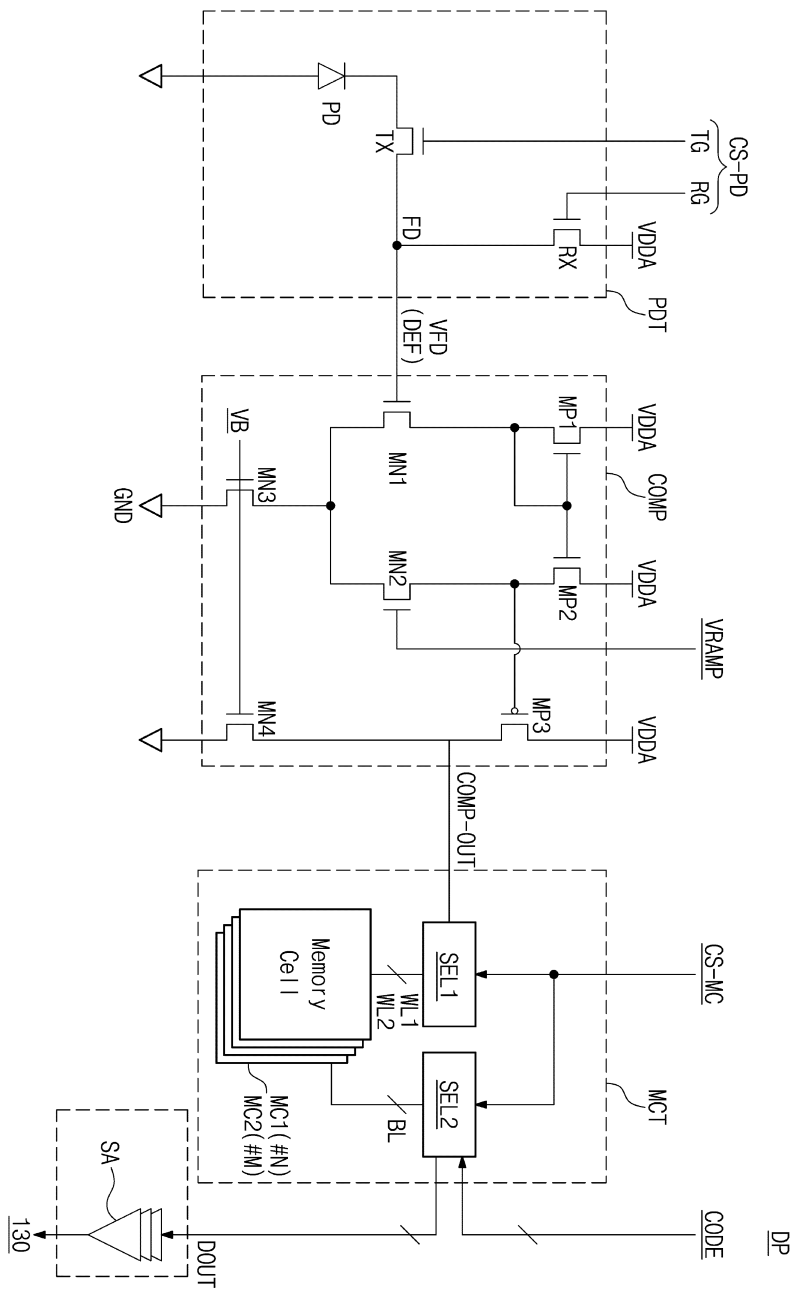 DP
CS-PD
TG
RG
VDDA
RX
PDT
TX
PD
FD
VFD
(DEF)
VDDA
MP1
COMP
VDDA
MP2
VRAMP
VDDA
MP3
MN1
MN2
VB
MN3
MN4
GND
COMP-OUT
CS-MC
MCT
CODE
SEL1
SEL2
WL1
WL2
BL
Memory
Cell
MC1(#N)
MC2(#M)
SA
DOUT
130